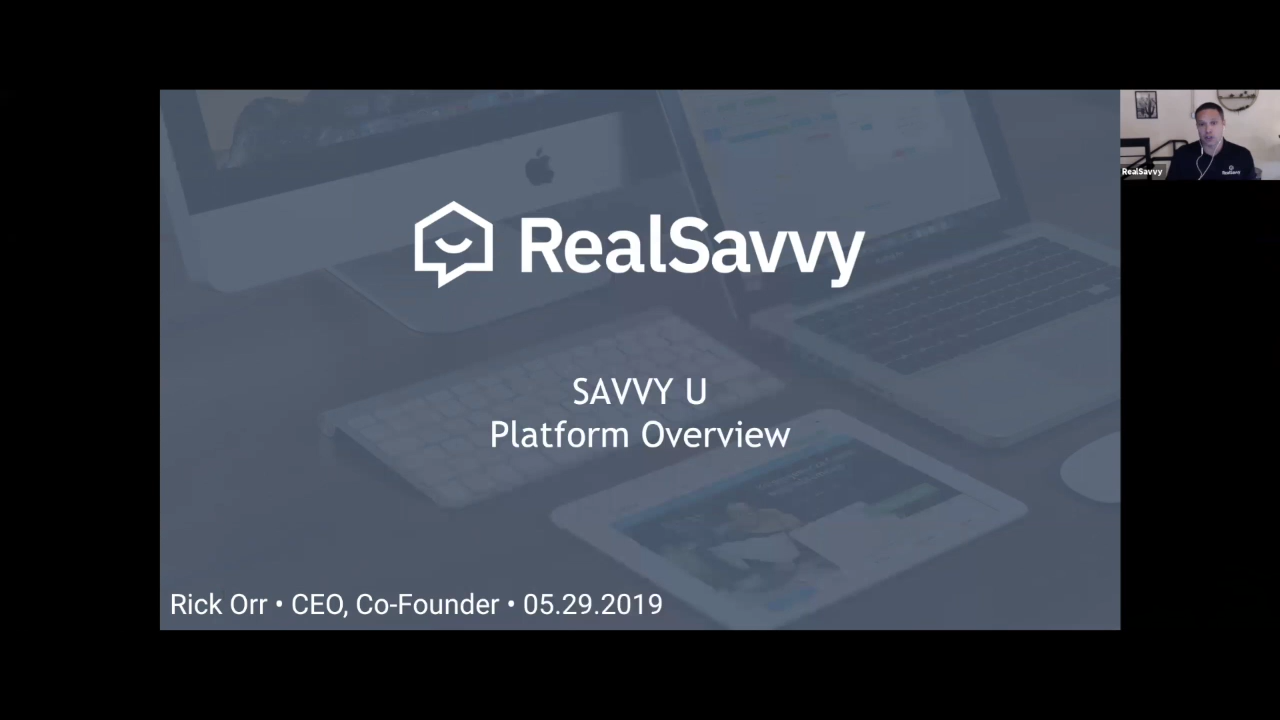 RealSavvy
RealSavvy
SAVVY U
Platform Overview
Rick Orr • CEO, Co-Founder • 05.29.2019